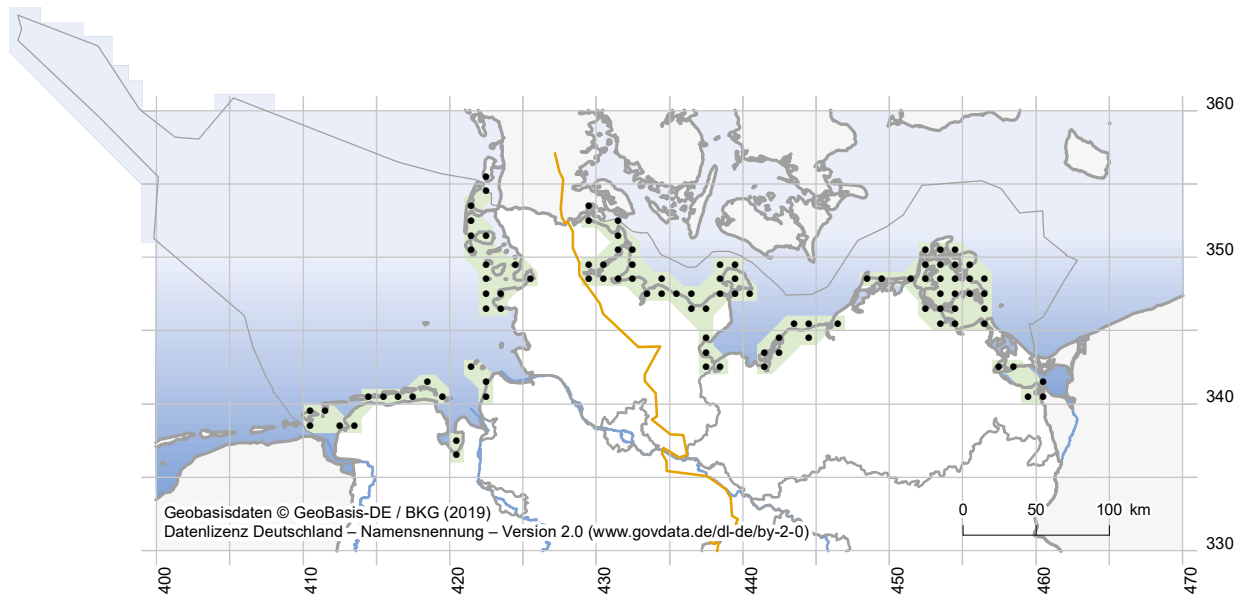 360
350
340
330
Geobasisdaten © GeoBasis-DE / BKG (2019)
Datenlizenz Deutschland – Namensnennung – Version 2.0 (www.govdata.de/dl-de/by-2-0)
0 50 100 km
400 410 420 430 440 450 460 470